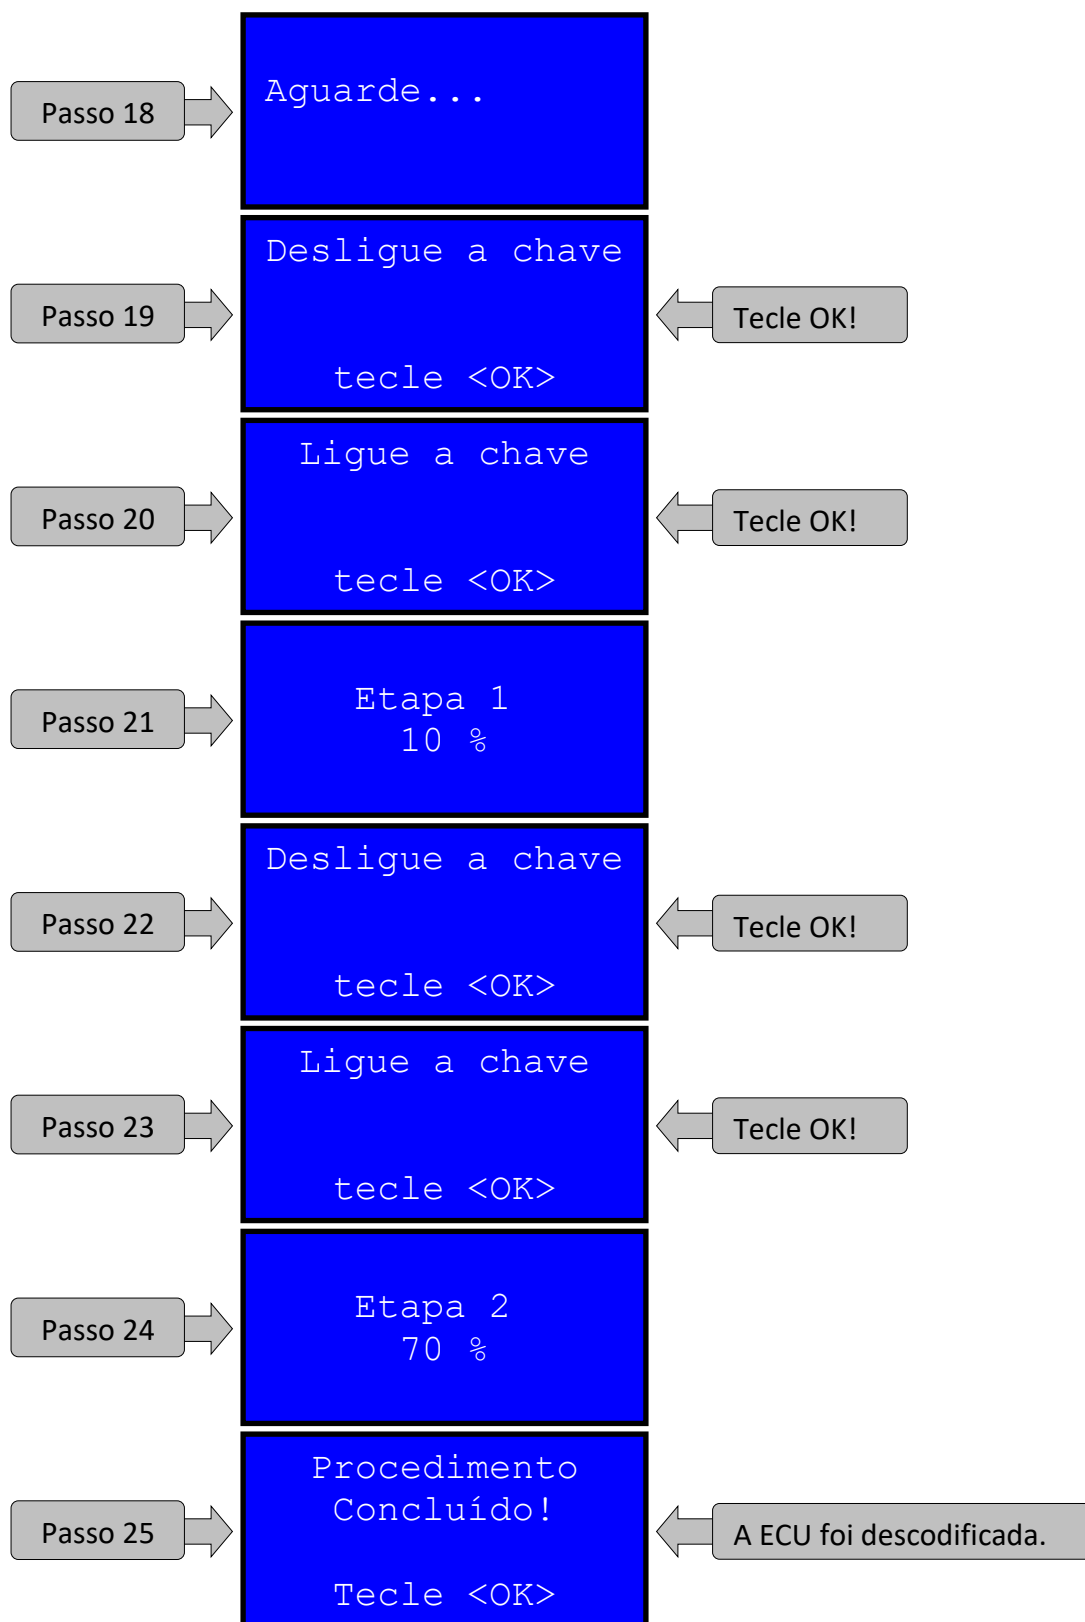 Passo 18
Aguarde...
Passo 19
Desligue a chave
tecle <OK>
Tecle OK!
Passo 20
Ligue a chave
tecle <OK>
Tecle OK!
Passo 21
Etapa 1
10 %
Passo 22
Desligue a chave
tecle <OK>
Tecle OK!
Passo 23
Ligue a chave
tecle <OK>
Tecle OK!
Passo 24
Etapa 2
70 %
Passo 25
Procedimento
Concluído!
Tecle <OK>
A ECU foi descodificada.